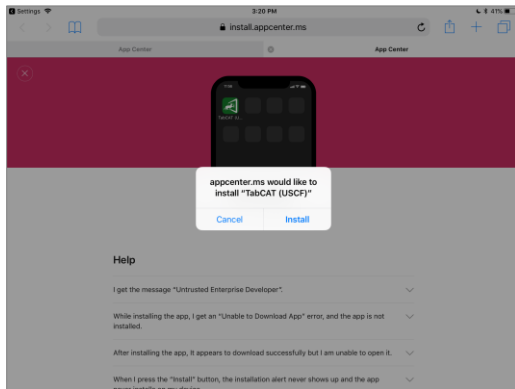 Settings
3:20 PM
41%
install.appcenter.ms
App Center
App Center
TabCAT (U...
appcenter.ms would like to
install "TabCAT (USCF)"
Cancel
Install
Help
I get the message "Untrusted Enterprise Developer".
While installing the app, I get an "Unable to Download App" error, and the app is not
installed.
After installing the app, It appears to download successfully but I am unable to open it.
When I press the "Install" button, the installation alert never shows up and the app
never installs on my device.